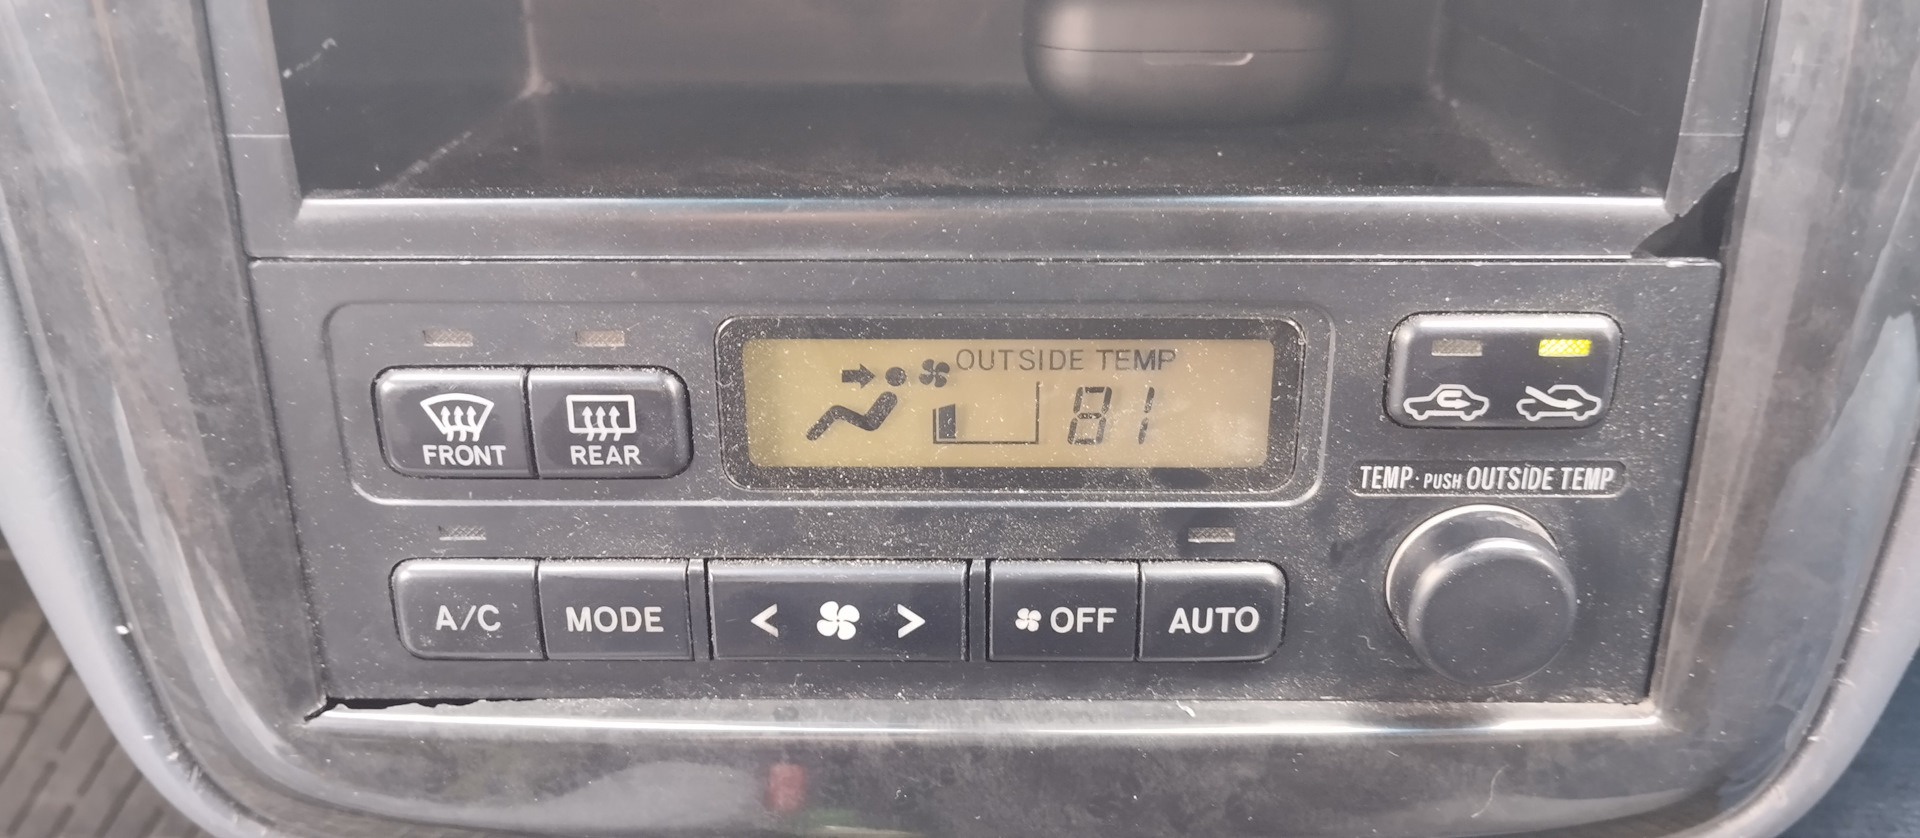 OUTSIDE TEMP
81
FRONT
REAR
TEMP · PUSH OUTSIDE TEMP
A/C
MODE
< >
OFF
AUTO